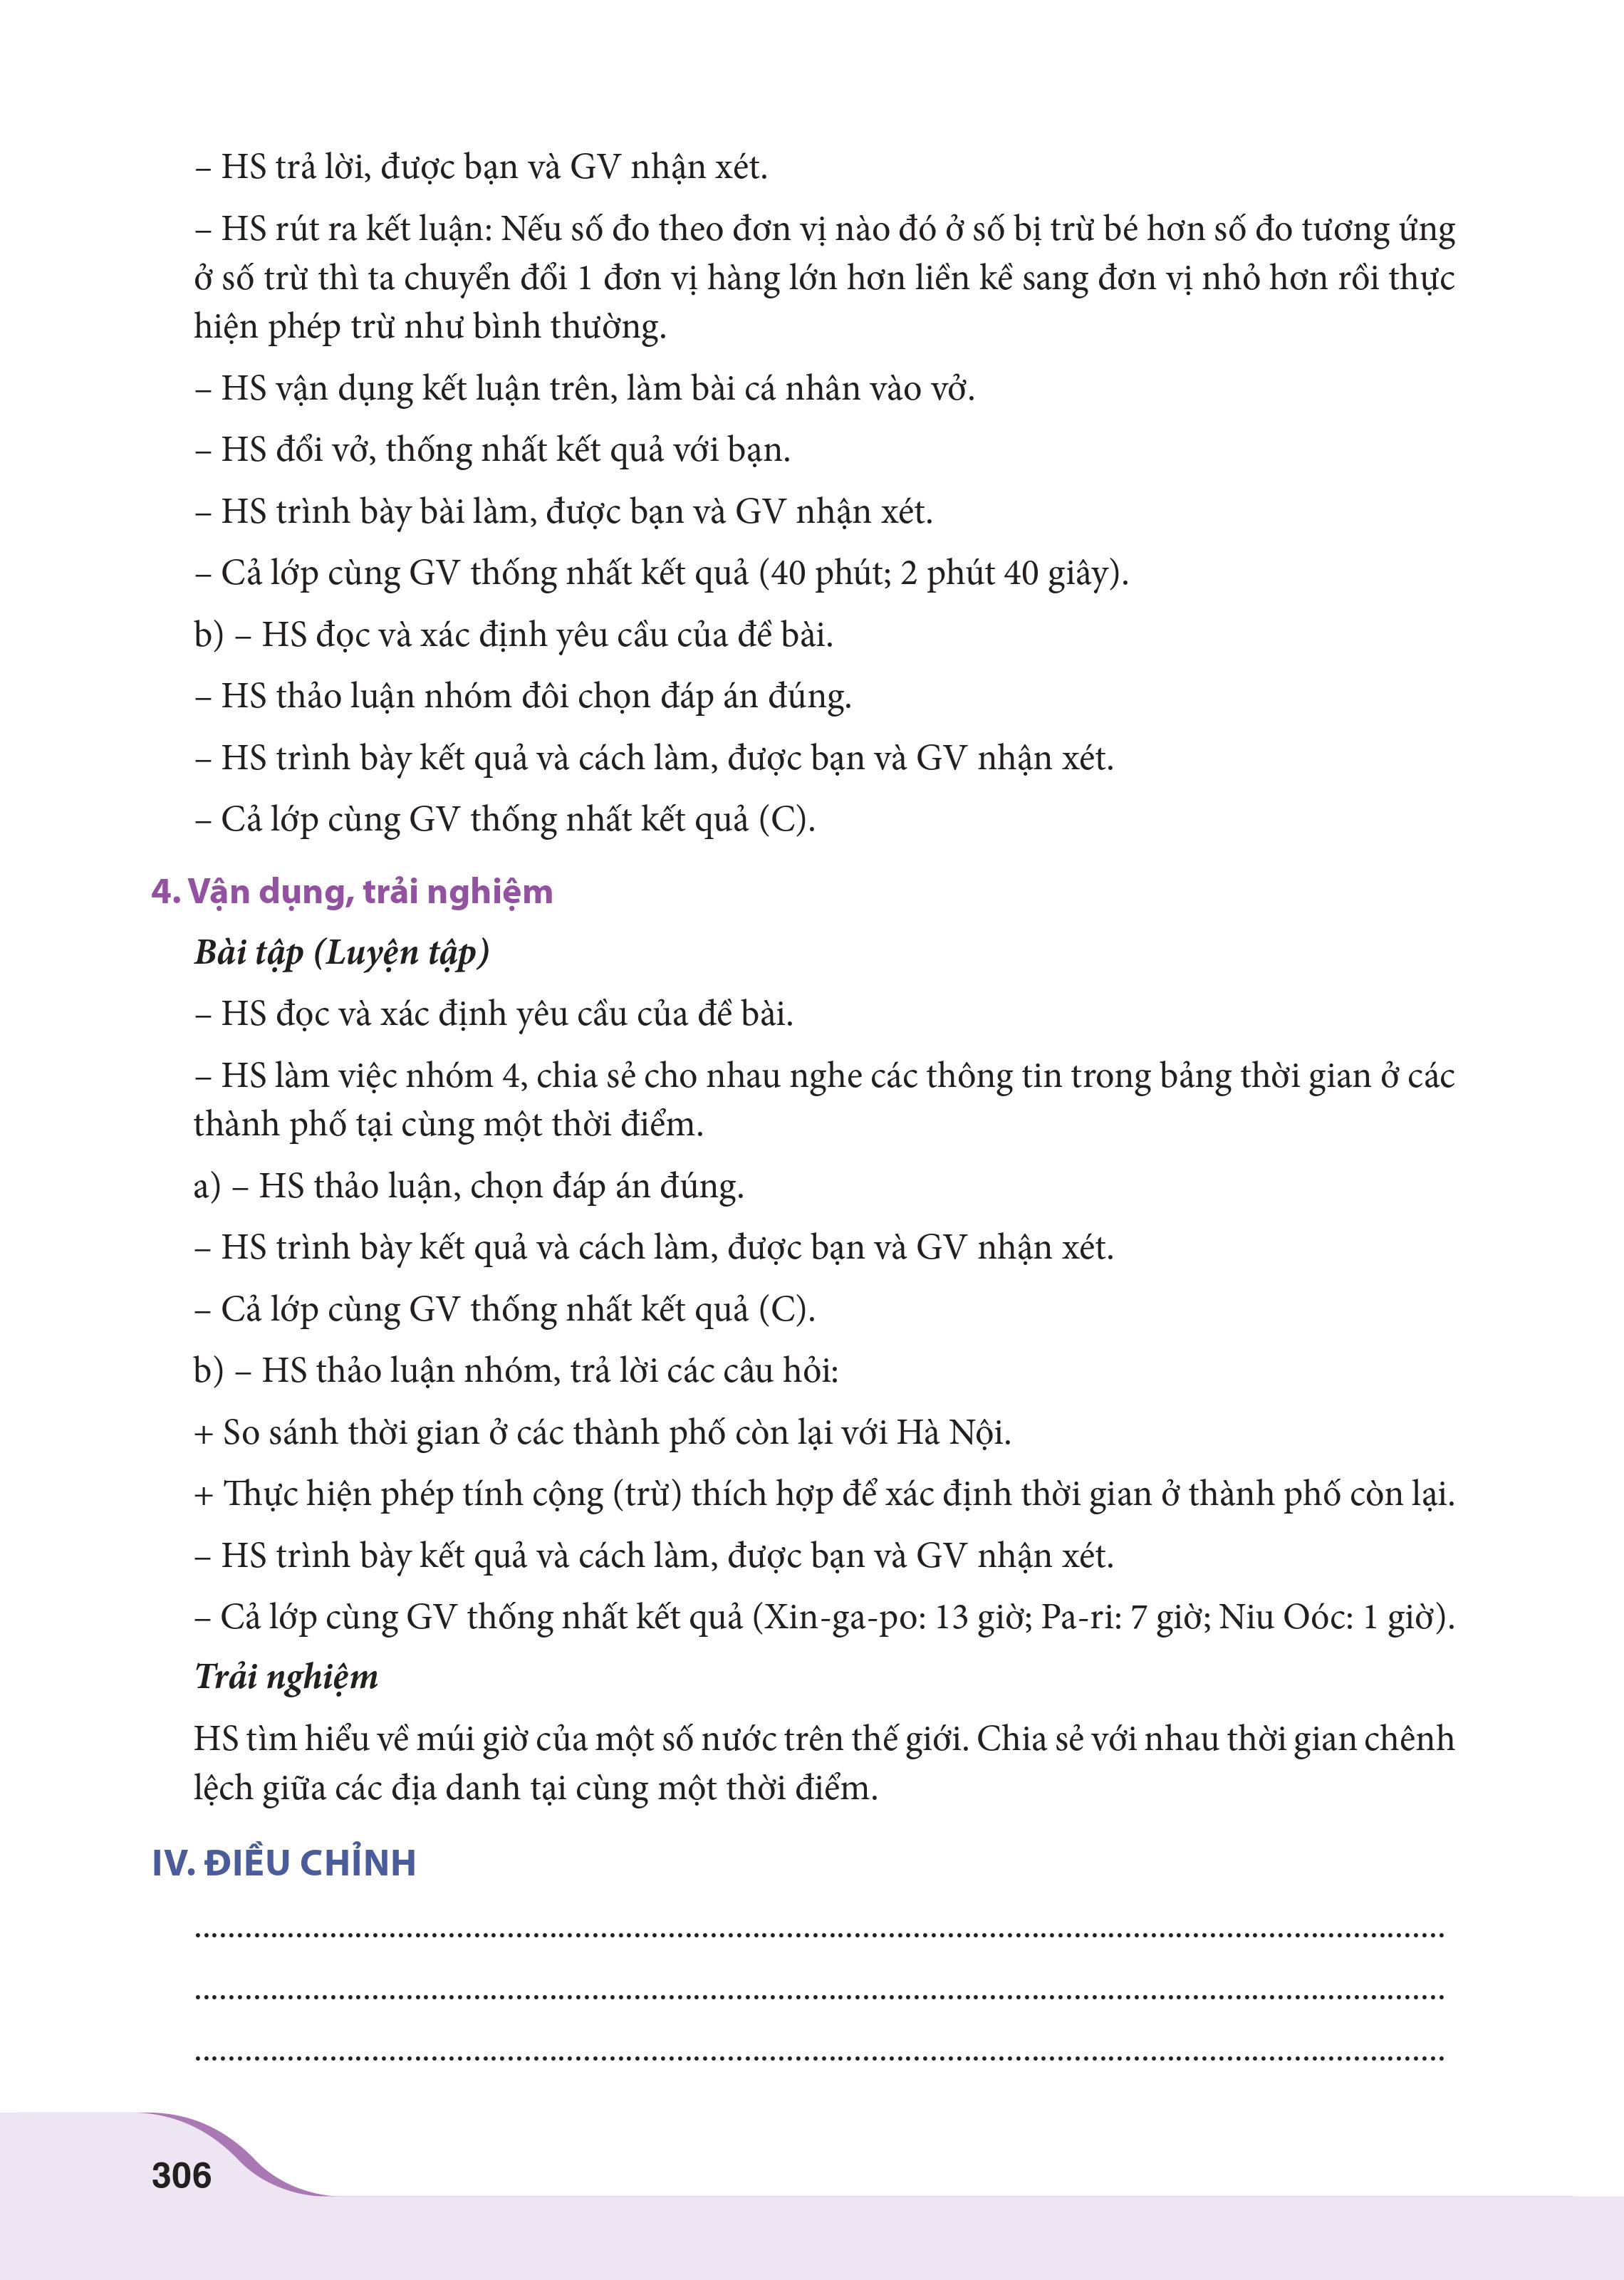 – HS trả lời, được bạn và GV nhận xét.
– HS rút ra kết luận: Nếu số đo theo đơn vị nào đó ở số bị trừ bé hơn số đo tương ứng
ở số trừ thì ta chuyển đổi 1 đơn vị hàng lớn hơn liền kề sang đơn vị nhỏ hơn rồi thực
hiện phép trừ như bình thường.
– HS vận dụng kết luận trên, làm bài cá nhân vào vở.
– HS đổi vở, thống nhất kết quả với bạn.
– HS trình bày bài làm, được bạn và GV nhận xét.
– Cả lớp cùng GV thống nhất kết quả (40 phút; 2 phút 40 giây).
b) – HS đọc và xác định yêu cầu của đề bài.
– HS thảo luận nhóm đôi chọn đáp án đúng.
– HS trình bày kết quả và cách làm, được bạn và GV nhận xét.
– Cả lớp cùng GV thống nhất kết quả (C).
4. Vận dụng, trải nghiệm
Bài tập (Luyện tập)
– HS đọc và xác định yêu cầu của đề bài.
– HS làm việc nhóm 4, chia sẻ cho nhau nghe các thông tin trong bảng thời gian ở các
thành phố tại cùng một thời điểm.
a) – HS thảo luận, chọn đáp án đúng.
– HS trình bày kết quả và cách làm, được bạn và GV nhận xét.
– Cả lớp cùng GV thống nhất kết quả (C).
b) – HS thảo luận nhóm, trả lời các câu hỏi:
+ So sánh thời gian ở các thành phố còn lại với Hà Nội.
+ Thực hiện phép tính cộng (trừ) thích hợp để xác định thời gian ở thành phố còn lại.
– HS trình bày kết quả và cách làm, được bạn và GV nhận xét.
– Cả lớp cùng GV thống nhất kết quả (Xin-ga-po: 13 giờ; Pa-ri: 7 giờ; Niu Oóc: 1 giờ).
Trải nghiệm
HS tìm hiểu về múi giờ của một số nước trên thế giới. Chia sẻ với nhau thời gian chênh
lệch giữa các địa danh tại cùng một thời điểm.
IV. ĐIỀU CHỈNH
306